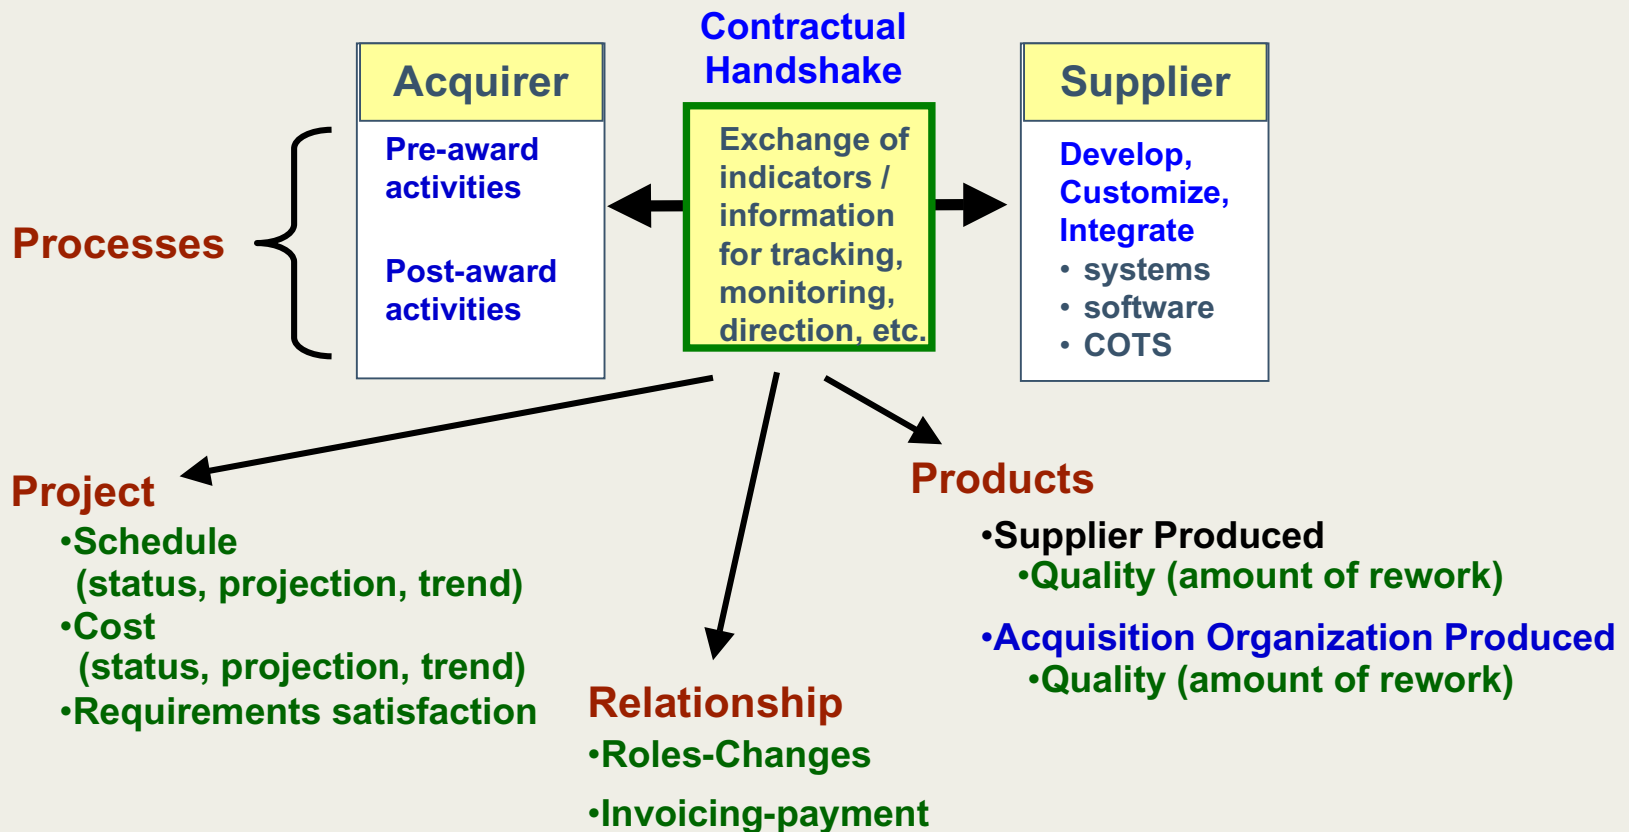 Contractual
Handshake
Acquirer
Pre-award
activities
Post-award
activities
Processes
Exchange of
indicators /
information
for tracking,
monitoring,
direction, etc.
Supplier
Develop,
Customize,
Integrate
• systems
• software
• COTS
Project
•Schedule
(status, projection, trend)
•Cost
(status, projection, trend)
•Requirements satisfaction
Relationship
•Roles-Changes
•Invoicing-payment
Products
•Supplier Produced
•Quality (amount of rework)
•Acquisition Organization Produced
•Quality (amount of rework)